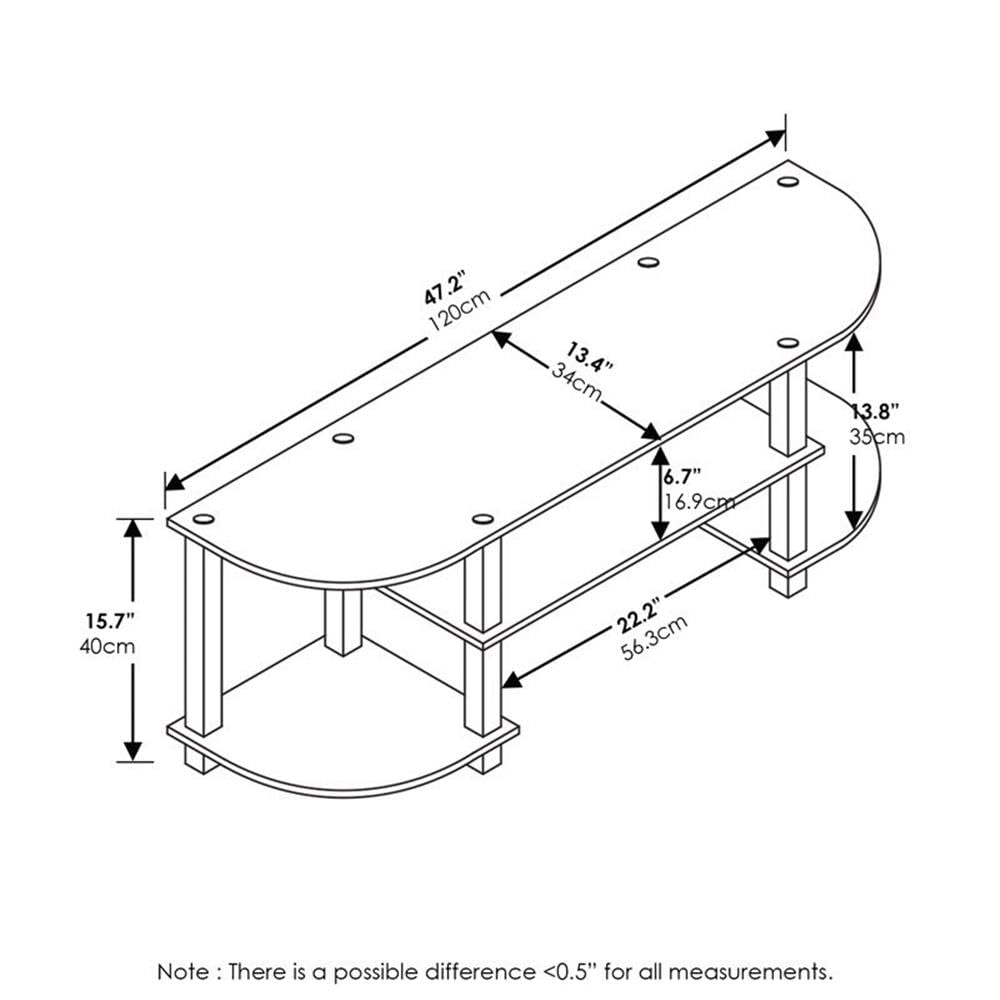 47.2”
120cm
13.4”
34cm
13.8”
35cm
6.7”
16.9cm
15.7”
40cm
22.2”
56.3cm
Note : There is a possible difference <0.5” for all measurements.